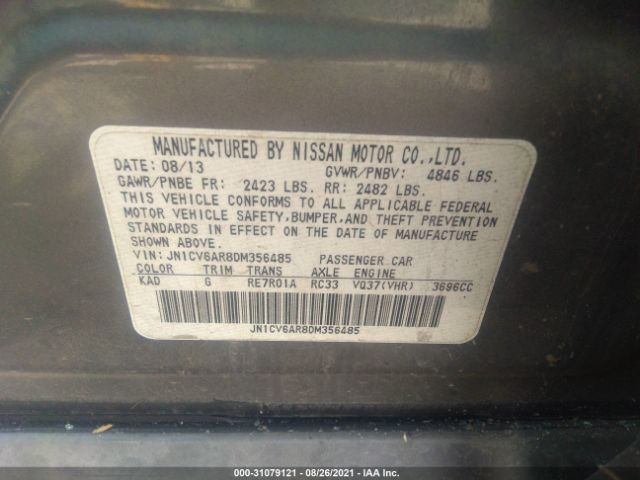 MANUFACTURED BY NISSAN MOTOR CO.,LTD.
DATE: 08/13 GVWR/PNBV: 4846 LBS.
GAWR/PNBE FR: 2423 LBS. RR: 2482 LBS.
THIS VEHICLE CONFORMS TO ALL APPLICABLE FEDERAL
MOTOR VEHICLE SAFETY,BUMPER,AND THEFT PREVENTION
STANDARDS IN EFFECT ON THE DATE OF MANUFACTURE
SHOWN ABOVE.
VIN: JN1CV6AR8DM356485 PASSENGER CAR
COLOR TRIM TRANS AXLE ENGINE
KAD G RE7R01A RC33 VQ37(VHR) 3696CC
JN1CV6AR8DM356485
000-31079121 - 08/26/2021 - IAA Inc.